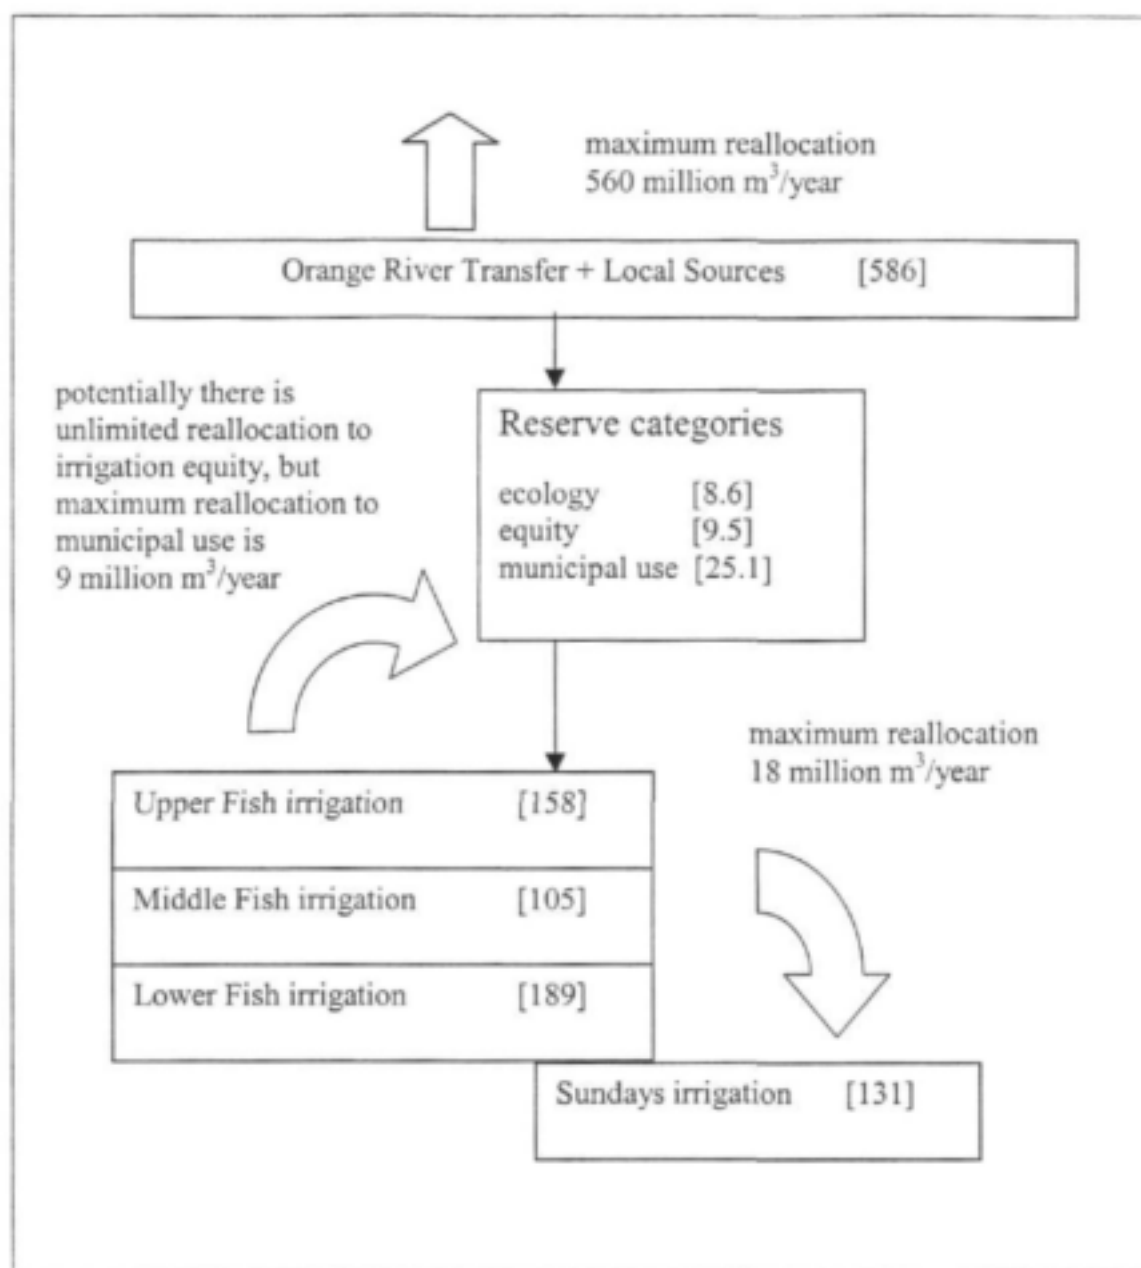 maximum reallocation
560 million m³/year
Orange River Transfer + Local Sources [586]
potentially there is
unlimited reallocation to
irrigation equity, but
maximum reallocation to
municipal use is
9 million m³/year
Reserve categories
ecology [8.6]
equity [9.5]
municipal use [25.1]
maximum reallocation
18 million m³/year
Upper Fish irrigation [158]
Middle Fish irrigation [105]
Lower Fish irrigation [189]
Sundays irrigation [131]